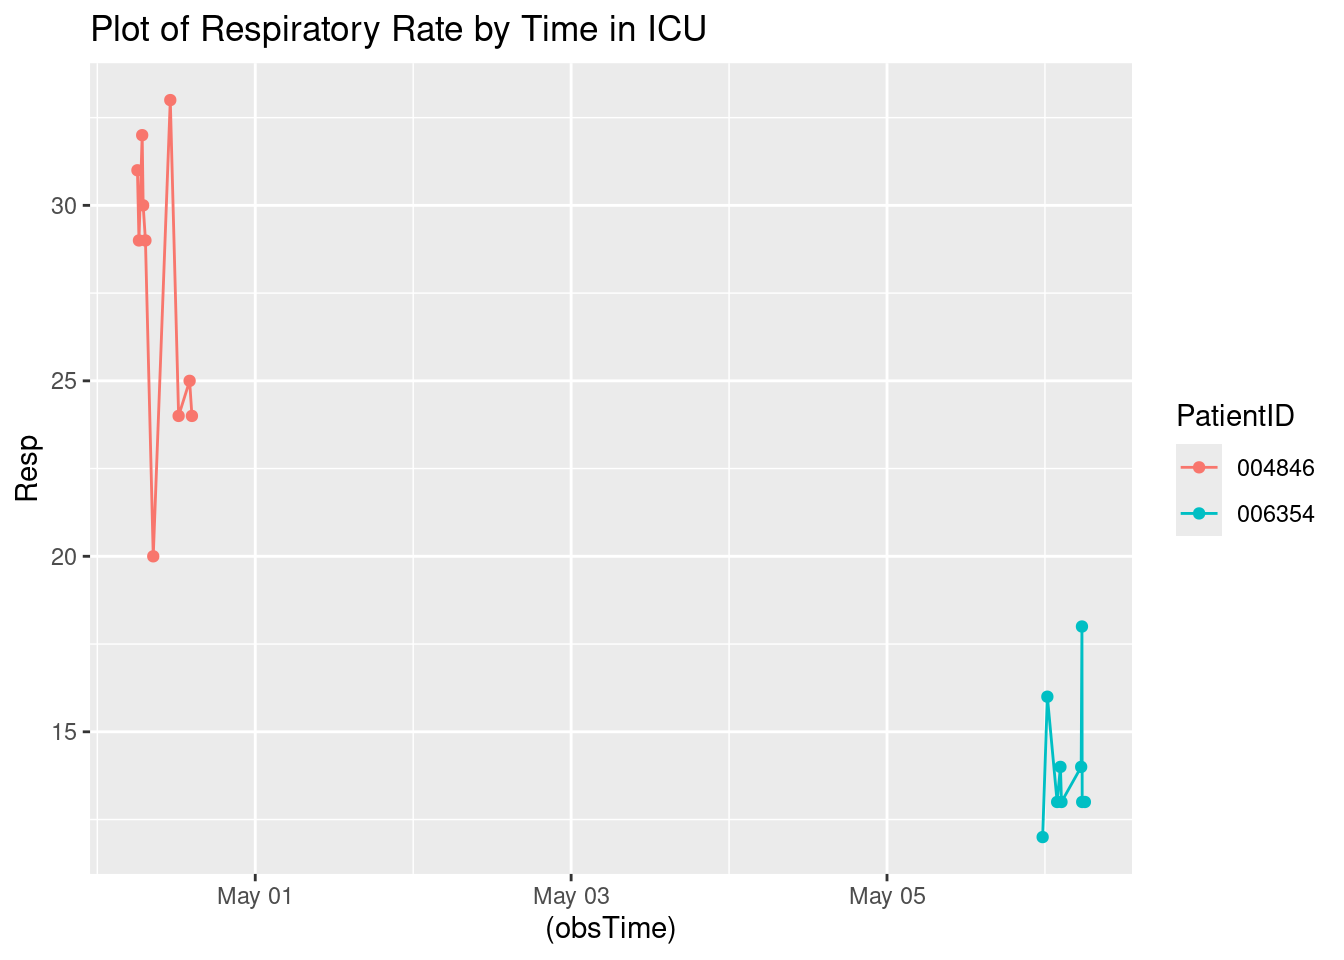 Plot of Respiratory Rate by Time in ICU
30
25
20
15
Resp
May 01
May 03
May 05
(obsTime)
PatientID
004846
006354